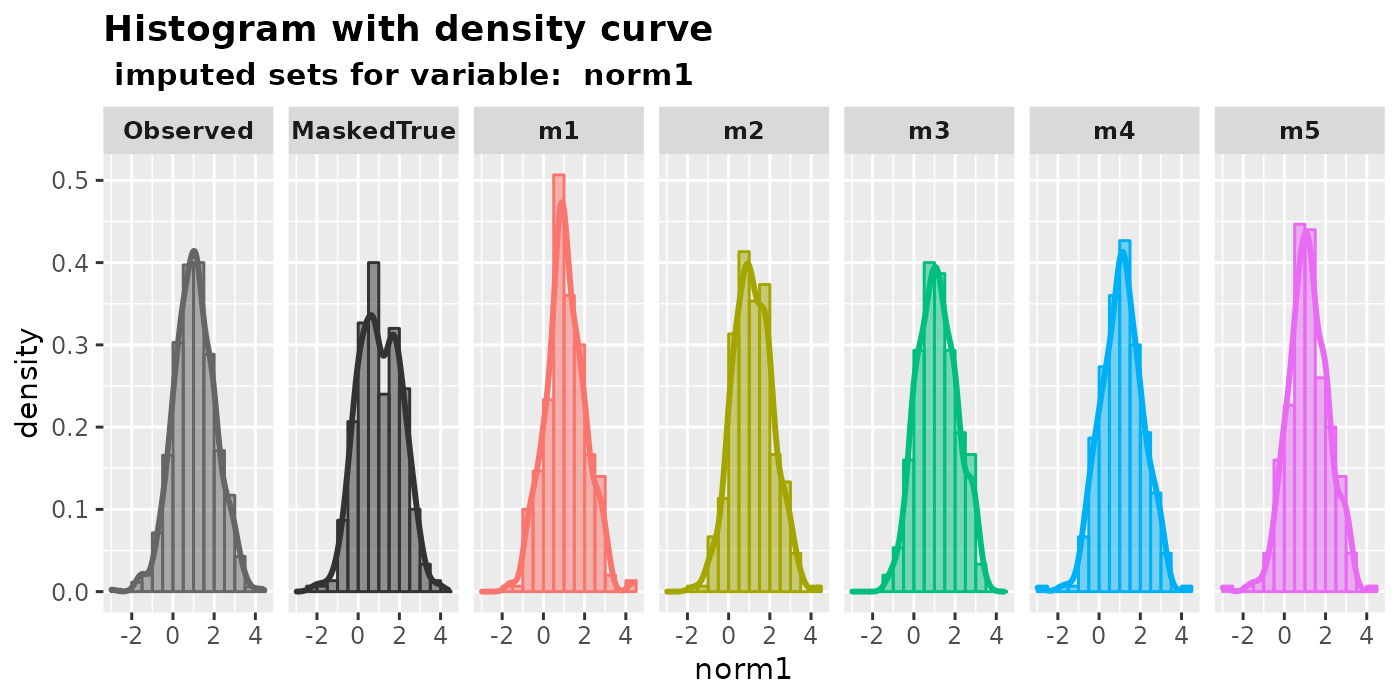 Histogram with density curve
imputed sets for variable:  norm1
Observed MaskedTrue m1 m2 m3 m4 m5
0.5
0.4
0.3
0.2
0.1
0.0
density
-2 0 2 4 -2 0 2 4 -2 0 2 4 -2 0 2 4 -2 0 2 4 -2 0 2 4 -2 0 2 4
norm1